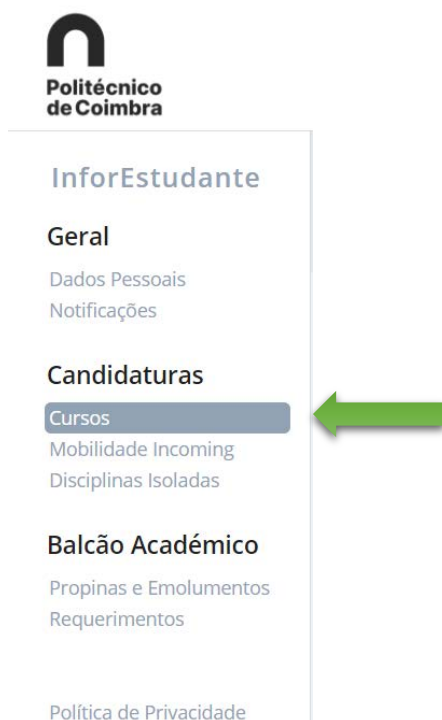 Politécnico
de Coimbra
InforEstudante
Geral
Dados Pessoais
Notificações
Candidaturas
Cursos
Mobilidade Incoming
Disciplinas Isoladas
Balcão Académico
Propinas e Emolumentos
Requerimentos
Política de Privacidade